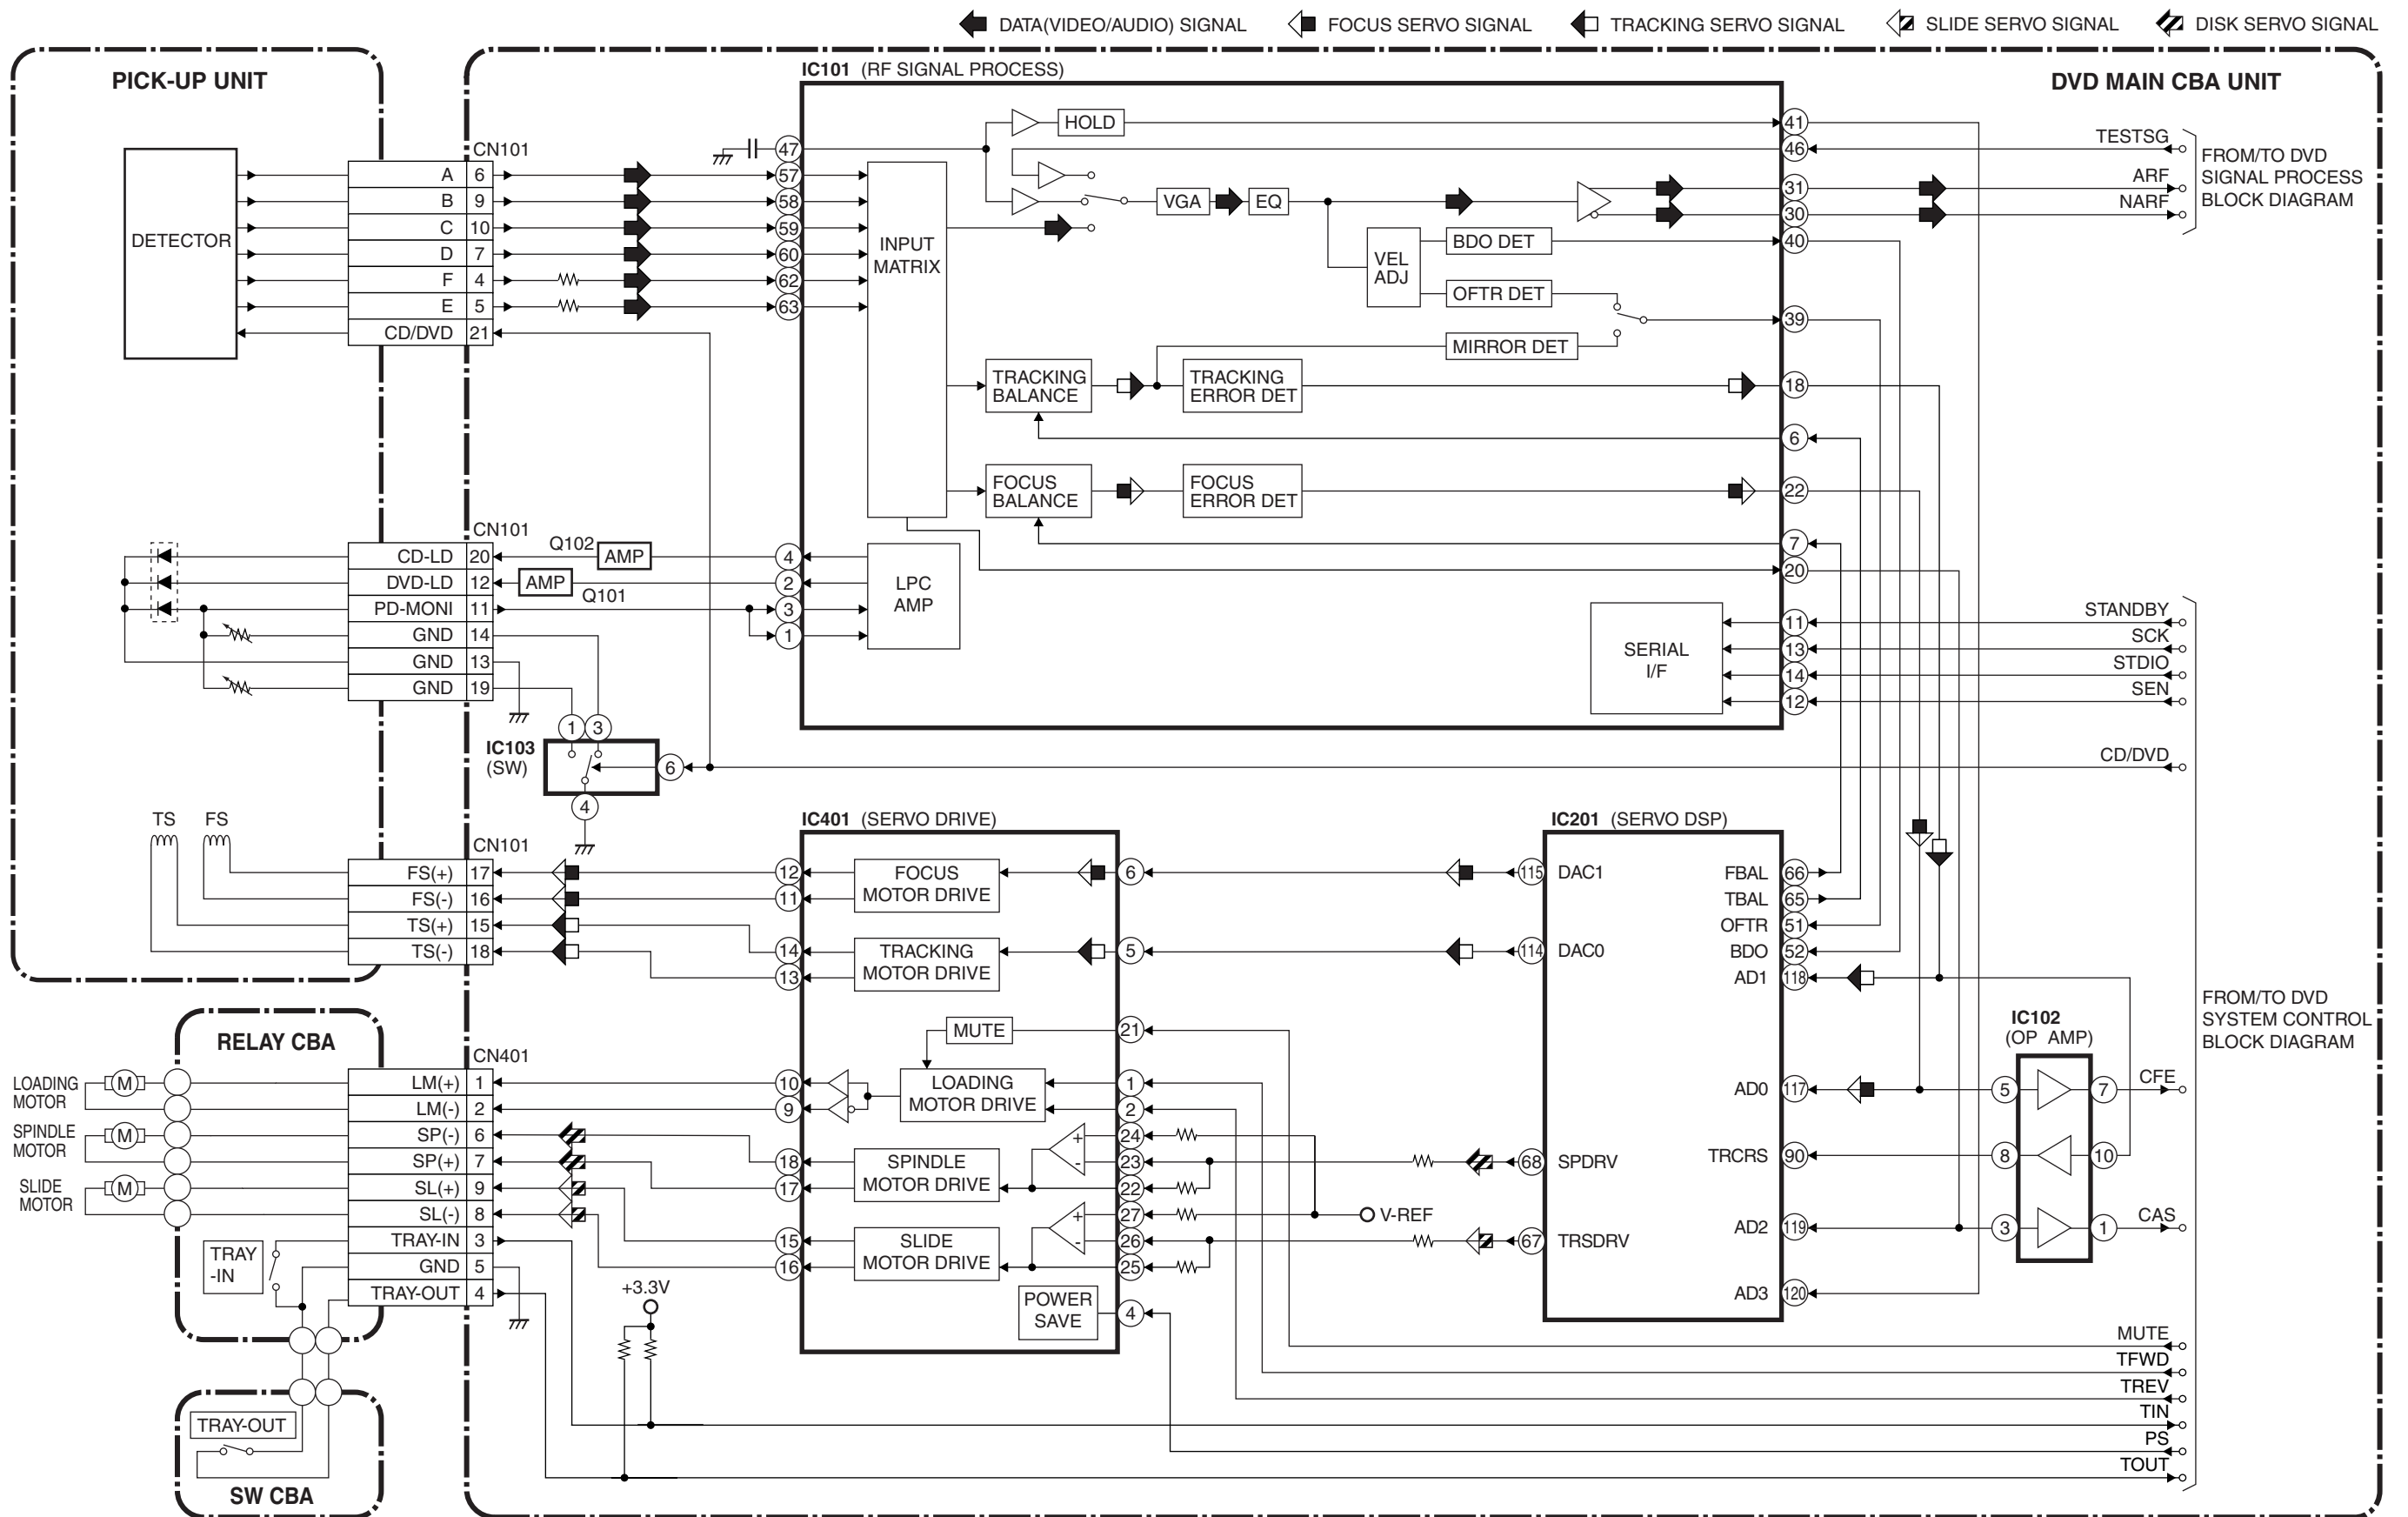 DATA(VIDEO/AUDIO) SIGNAL FOCUS SERVO SIGNAL TRACKING SERVO SIGNAL SLIDE SERVO SIGNAL DISK SERVO SIGNAL
PICK-UP UNIT
DETECTOR
CN101
A 6
B 9
C 10
D 7
F 4
E 5
CD/DVD 21
CN101
CD-LD 20
DVD-LD 12
PD-MONI 11
GND 14
GND 13
GND 19
Q102 AMP
AMP Q101
IC103
(SW)
1 3
6
4
TS FS
CN101
FS(+) 17
FS(-) 16
TS(+) 15
TS(-) 18
DVD MAIN CBA UNIT
IC101 (RF SIGNAL PROCESS)
47
57
58
59
60
62
63
4
2
3
1
INPUT
MATRIX
LPC
AMP
HOLD
VGA
EQ
VEL
ADJ
BDO DET
OFTR DET
MIRROR DET
TRACKING
BALANCE
TRACKING
ERROR DET
FOCUS
BALANCE
FOCUS
ERROR DET
SERIAL
I/F
41
46
31
30
40
39
18
6
22
7
20
11
13
14
12
TESTSG
ARF
NARF
FROM/TO DVD
SIGNAL PROCESS
BLOCK DIAGRAM
STANDBY
SCK
STDIO
SEN
CD/DVD
IC401 (SERVO DRIVE)
12
11
14
13
10
9
18
17
15
16
FOCUS
MOTOR DRIVE
TRACKING
MOTOR DRIVE
MUTE
LOADING
MOTOR DRIVE
SPINDLE
MOTOR DRIVE
SLIDE
MOTOR DRIVE
POWER
SAVE
+
-
+
-
6
5
21
1
2
24
23
22
27
26
25
4
V-REF
IC201 (SERVO DSP)
115 DAC1
114 DAC0
68 SPDRV
67 TRSDRV
FBAL 66
TBAL 65
OFTR 51
BDO 52
AD1 118
AD0 117
TRCRS 90
AD2 119
AD3 120
IC102
(OP AMP)
5 7
8 10
3 1
CFE
CAS
FROM/TO DVD
SYSTEM CONTROL
BLOCK DIAGRAM
MUTE
TFWD
TREV
TIN
PS
TOUT
RELAY CBA
CN401
LOADING
MOTOR
M
SPINDLE
MOTOR
M
SLIDE
MOTOR
M
LM(+) 1
LM(-) 2
SP(-) 6
SP(+) 7
SL(+) 9
SL(-) 8
TRAY-IN 3
GND 5
TRAY-OUT 4
TRAY
-IN
+3.3V
TRAY-OUT
SW CBA